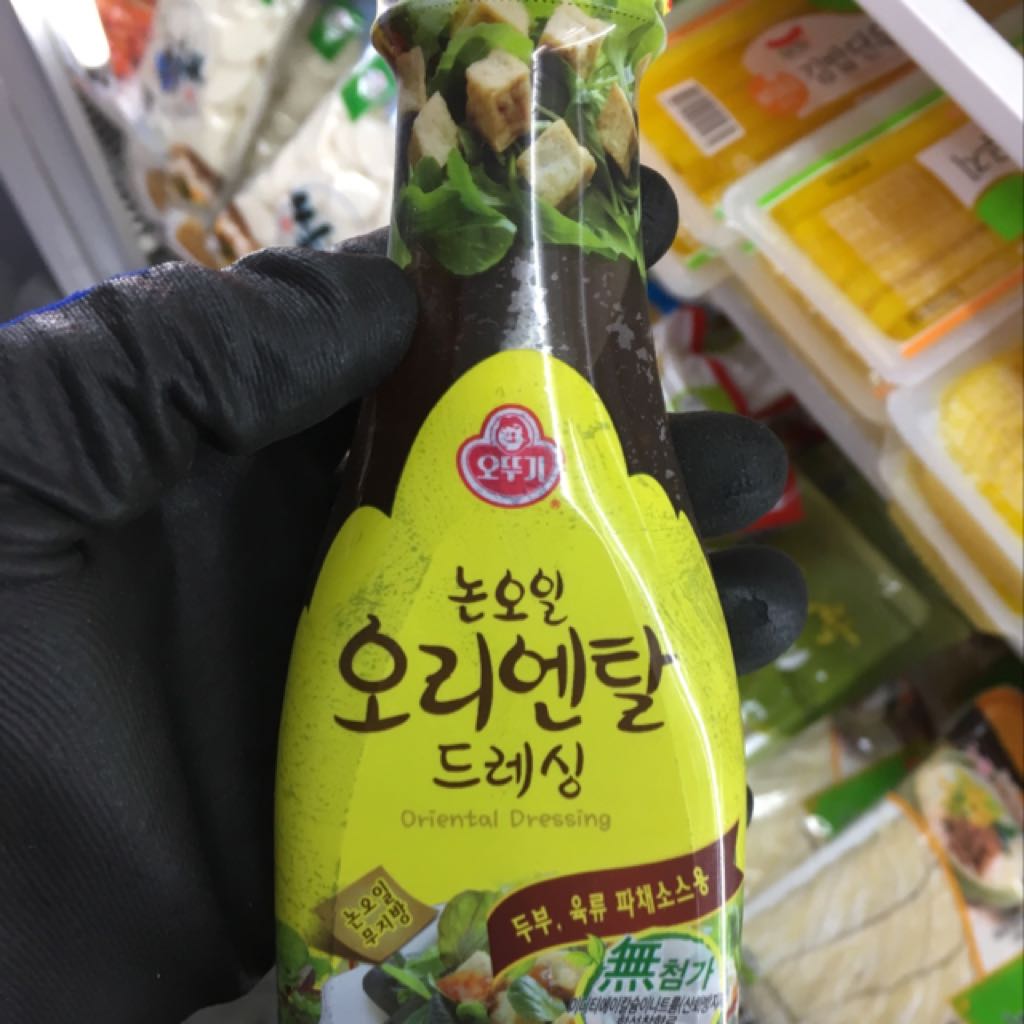 오뚜기
논오일
오리엔탈
드레싱
Oriental Dressing
논오일
무지방
두부, 육류 파채소스용
無첨가